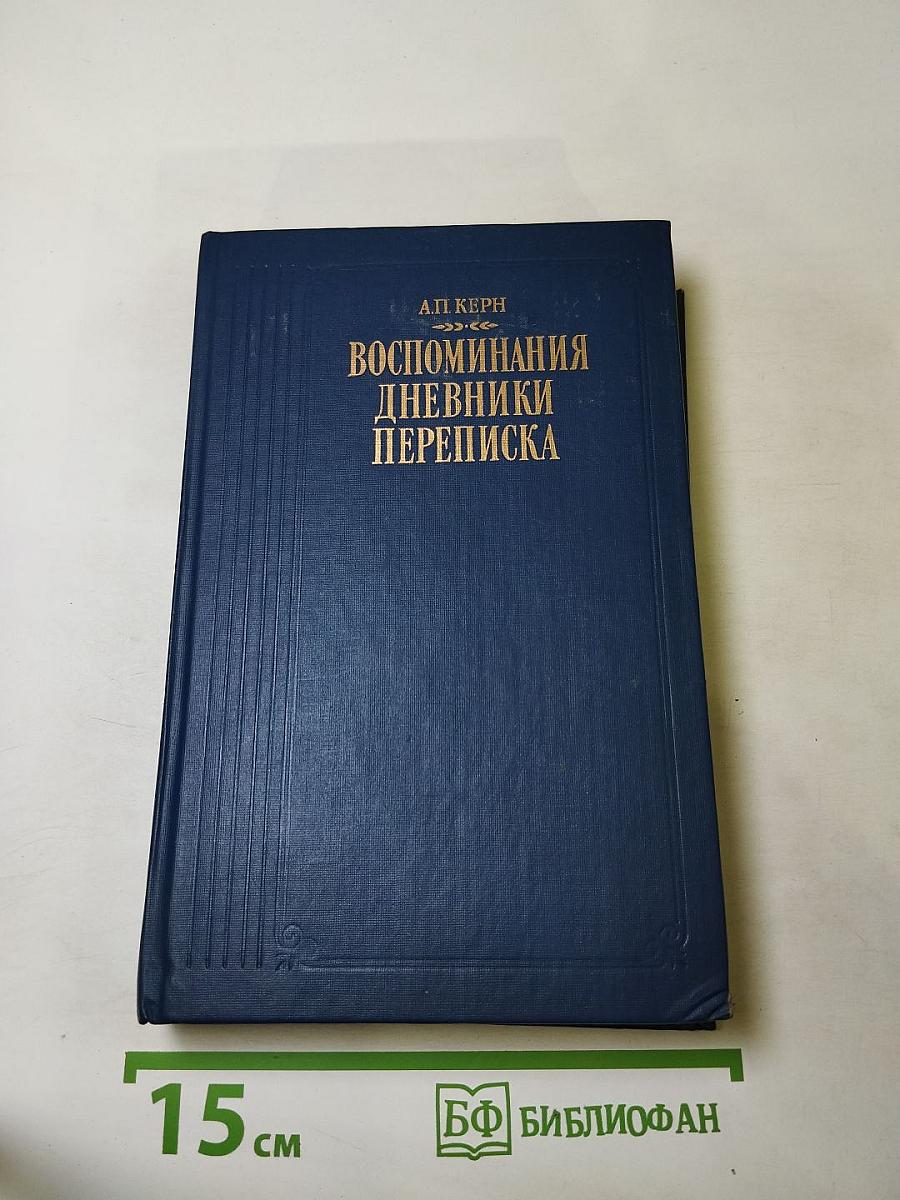 А.П. КЕРН
ВОСПОМИНАНИЯ
ДНЕВНИКИ
ПЕРЕПИСКА
15 см
БФ БИБЛИОФАН